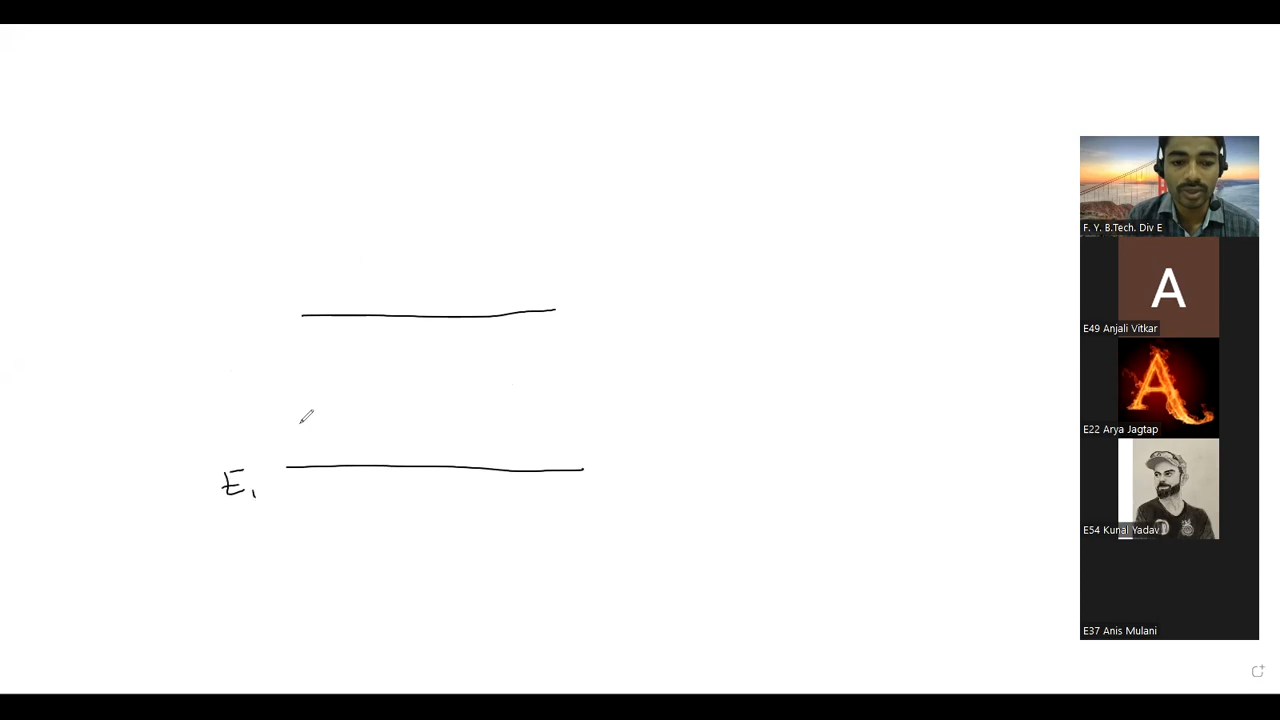 E₁
F. Y. B.Tech. Div E
A
E49 Anjali Vitkar
A
E22 Arya Jagtap
E54 Kunal Yadav
E37 Anis Mulani